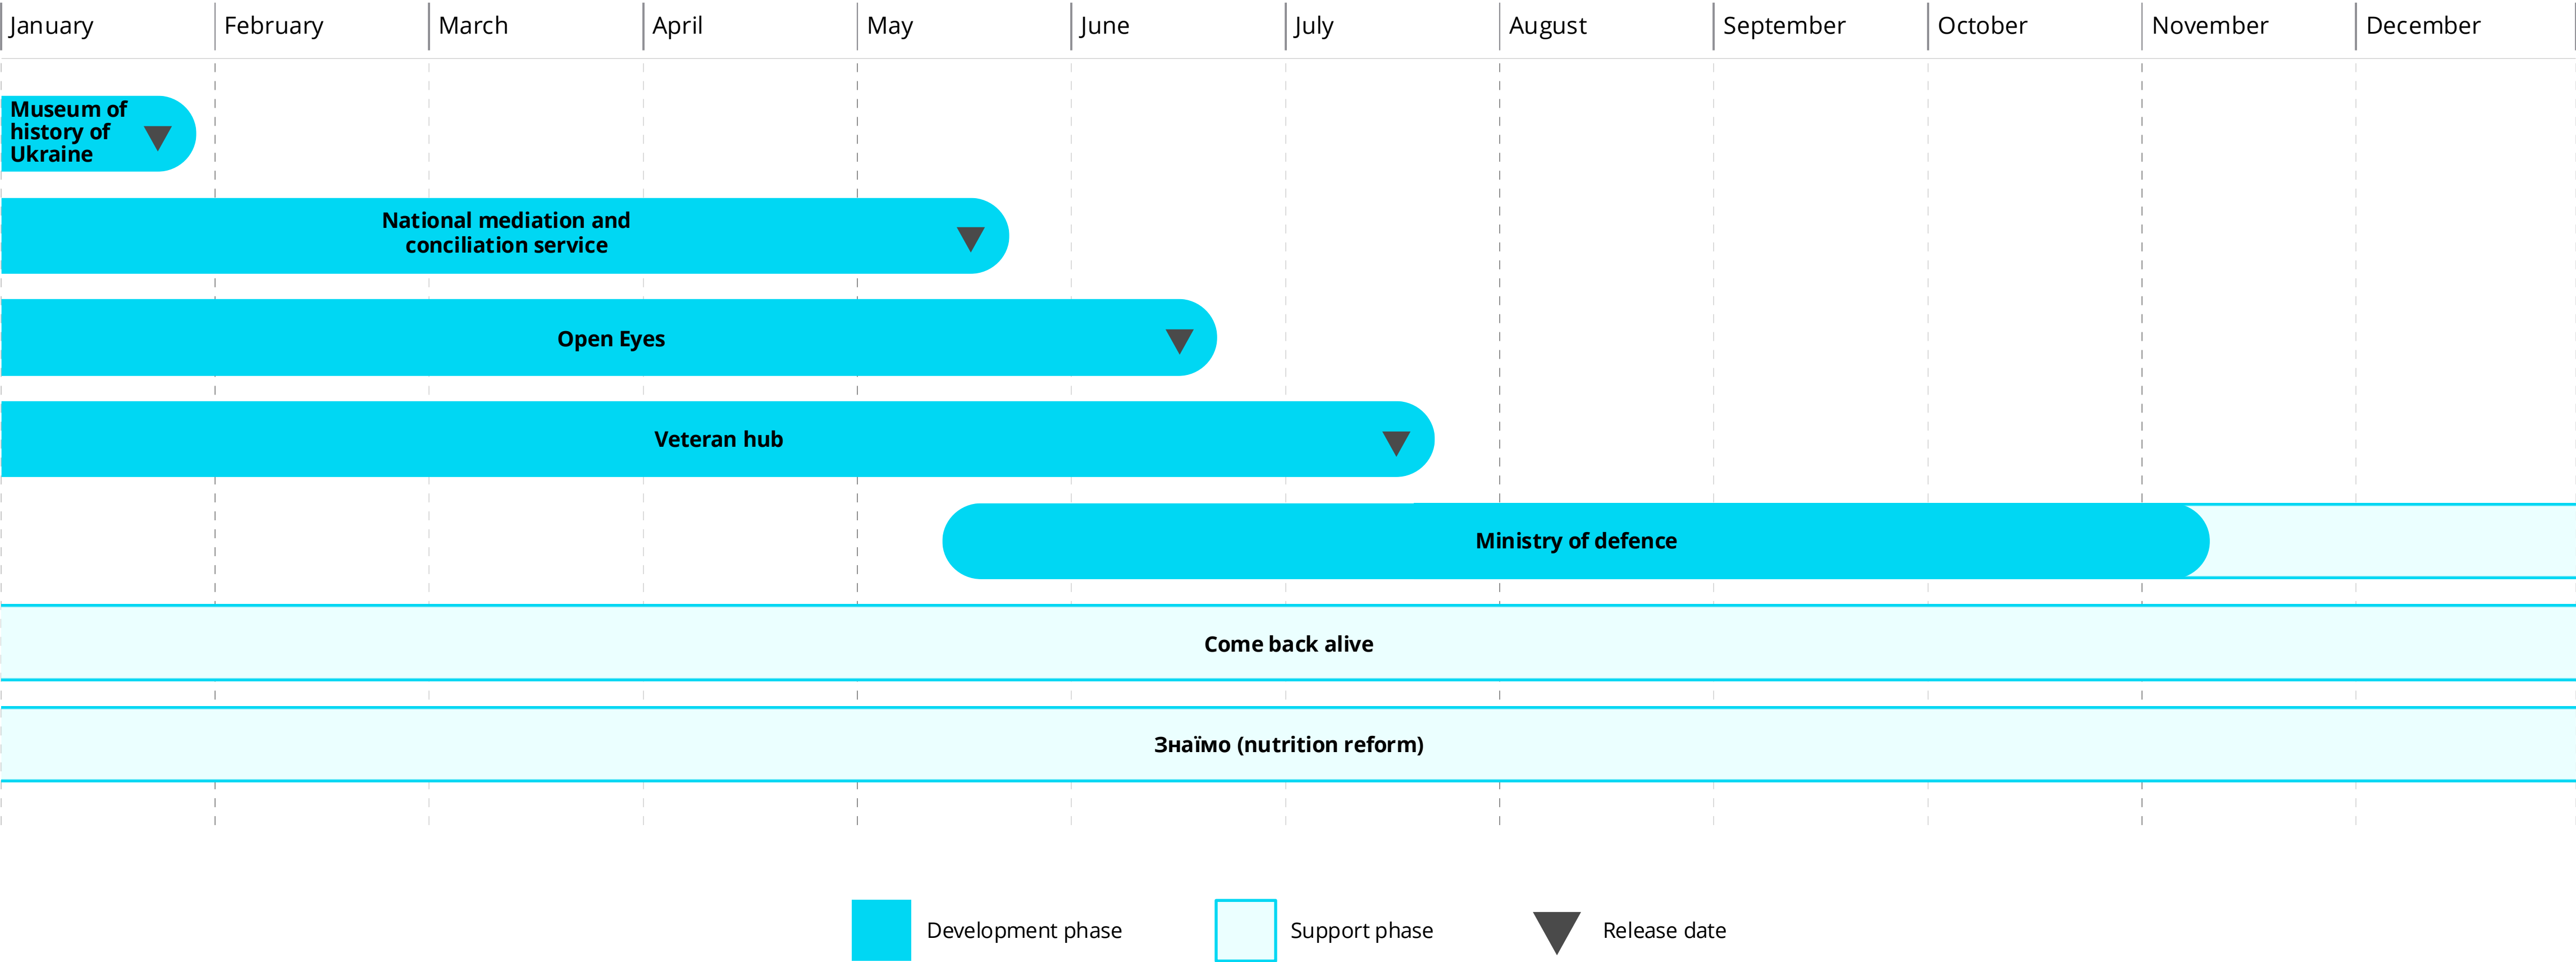 January
February
March
April
May
June
July
August
September
October
November
December
Museum of
history of
Ukraine
National mediation and
conciliation service
Open Eyes
Veteran hub
Ministry of defence
Come back alive
Знаїмо (nutrition reform)
Development phase
Support phase
Release date